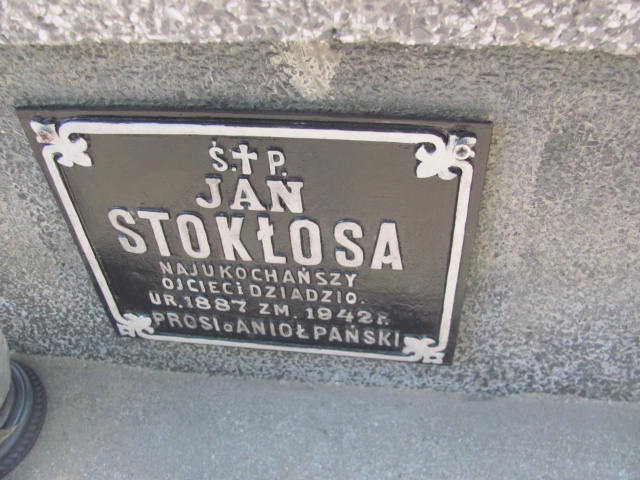 Ś.✝P.
JAN
STOKŁOSA
NAJUKOCHAŃSZY
OJCIEC i DZIADZIO.
UR. 1887 ZM. 1942 R.
PROSI o ANIOŁ PAŃSKI